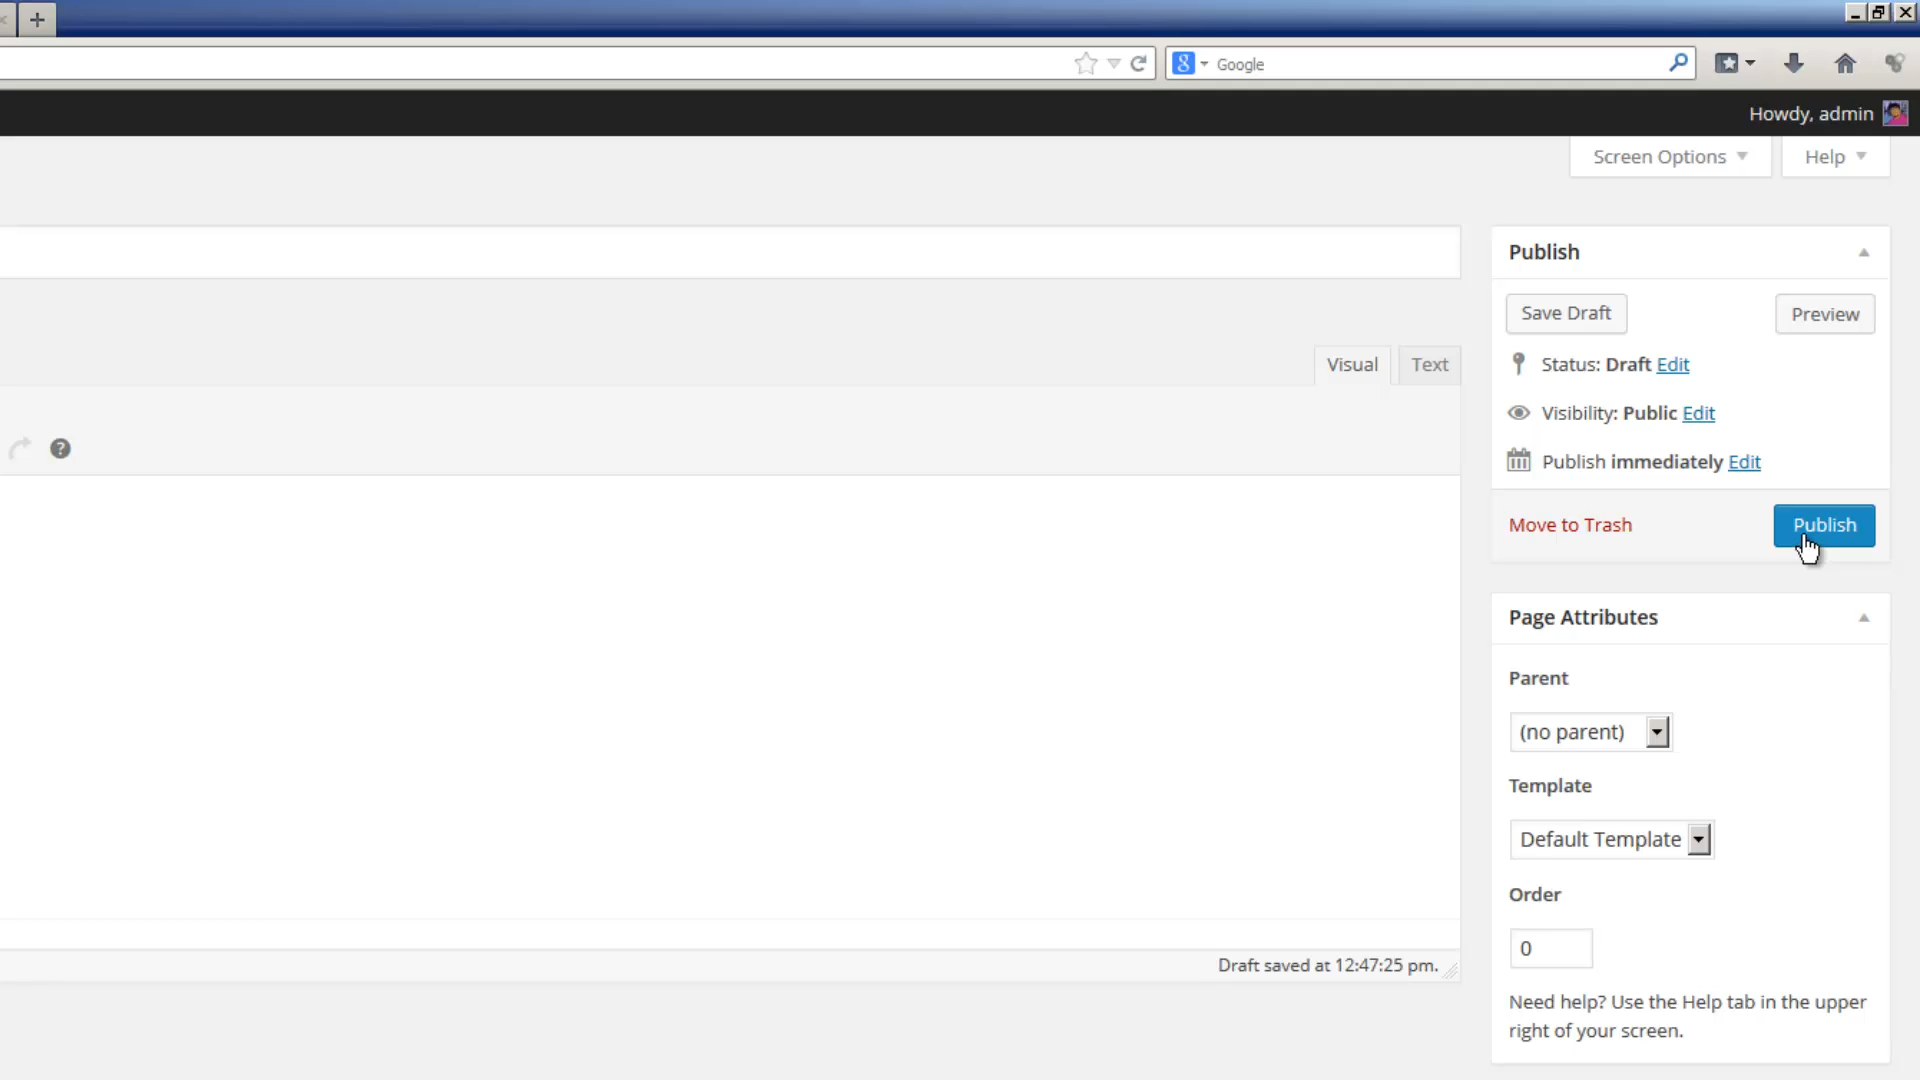 Google
Howdy, admin
Screen Options
Help
Publish
Save Draft
Preview
Visual
Text
Status: Draft Edit
Visibility: Public Edit
Publish immediately Edit
Move to Trash
Publish
Page Attributes
Parent
(no parent)
Template
Default Template
Order
0
Draft saved at 12:47:25 pm.
Need help? Use the Help tab in the upper
right of your screen.